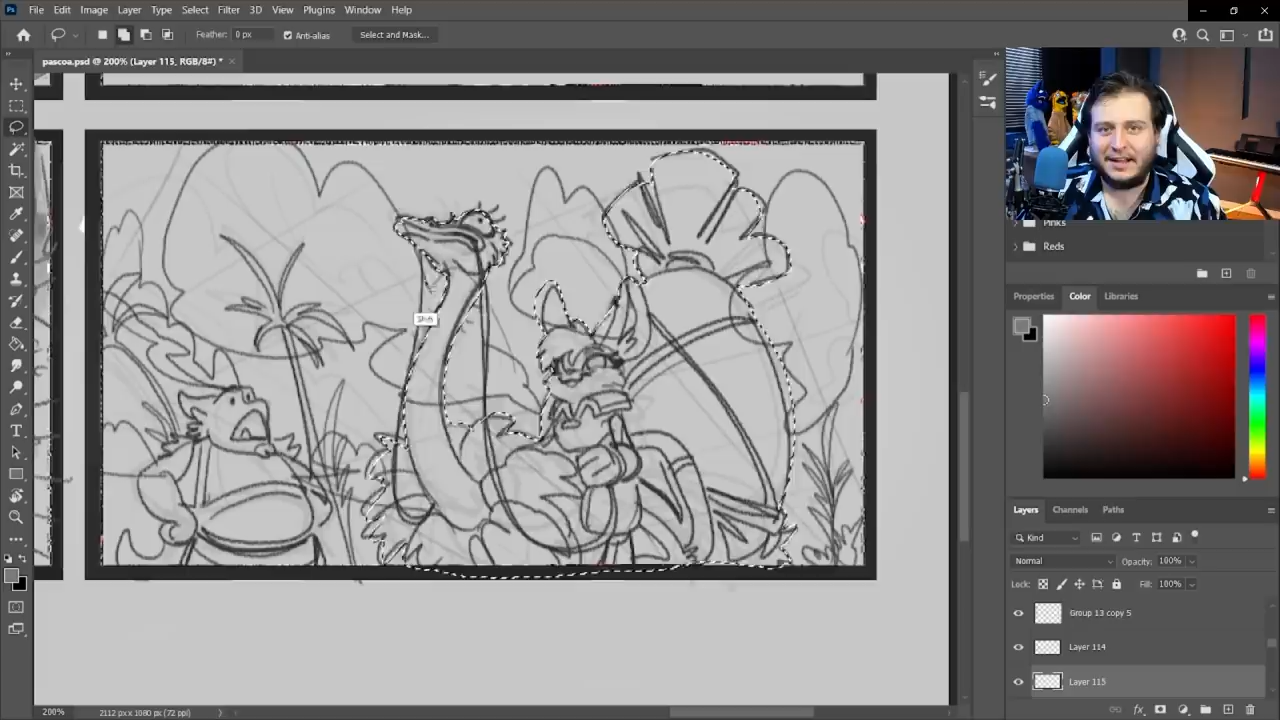 Ps File Edit Image Layer Type Select Filter 3D View Plugins Window Help
Feather: 0 px Anti-alias Select and Mask...
pascoa.psd @ 200% (Layer 115, RGB/8#) *
Shift
Pinks
Reds
Properties Color Libraries
Layers Channels Paths
Kind
Normal Opacity: 100%
Lock: Fill: 100%
Group 13 copy 5
Layer 114
Layer 115
200% 2112 px x 1080 px (72 ppi)